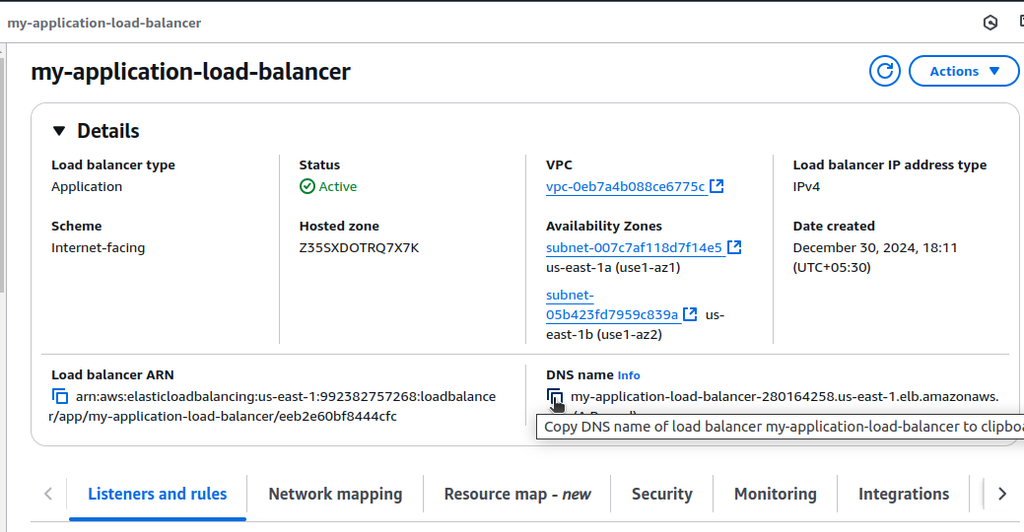 my-application-load-balancer
my-application-load-balancer
Actions
Details
Load balancer type
Application
Status
Active
VPC
vpc-0eb7a4b088ce6775c
Load balancer IP address type
IPv4
Scheme
Internet-facing
Hosted zone
Z35SXDOTRQ7X7K
Availability Zones
subnet-007c7af118d7f14e5
us-east-1a (use1-az1)
subnet-
05b423fd7959c839a us-
east-1b (use1-az2)
Date created
December 30, 2024, 18:11
(UTC+05:30)
Load balancer ARN
arn:aws:elasticloadbalancing:us-east-1:992382757268:loadbalance
r/app/my-application-load-balancer/eeb2e60bf8444cfc
DNS name Info
my-application-load-balancer-280164258.us-east-1.elb.amazonaws.
Copy DNS name of load balancer my-application-load-balancer to clipboa
Listeners and rules
Network mapping
Resource map - new
Security
Monitoring
Integrations